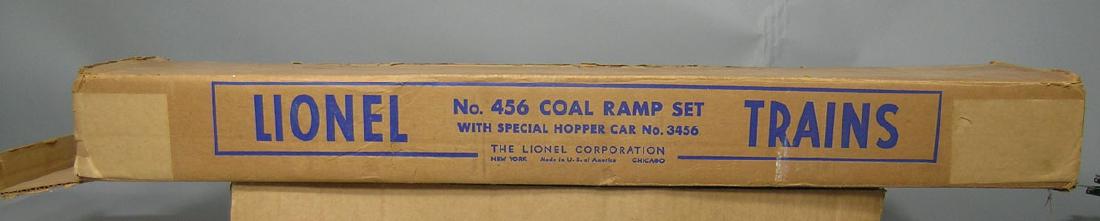 LIONEL No. 456 COAL RAMP SET TRAINS
WITH SPECIAL HOPPER CAR No. 3456
THE LIONEL CORPORATION
NEW YORK Made in U.S. of America CHICAGO